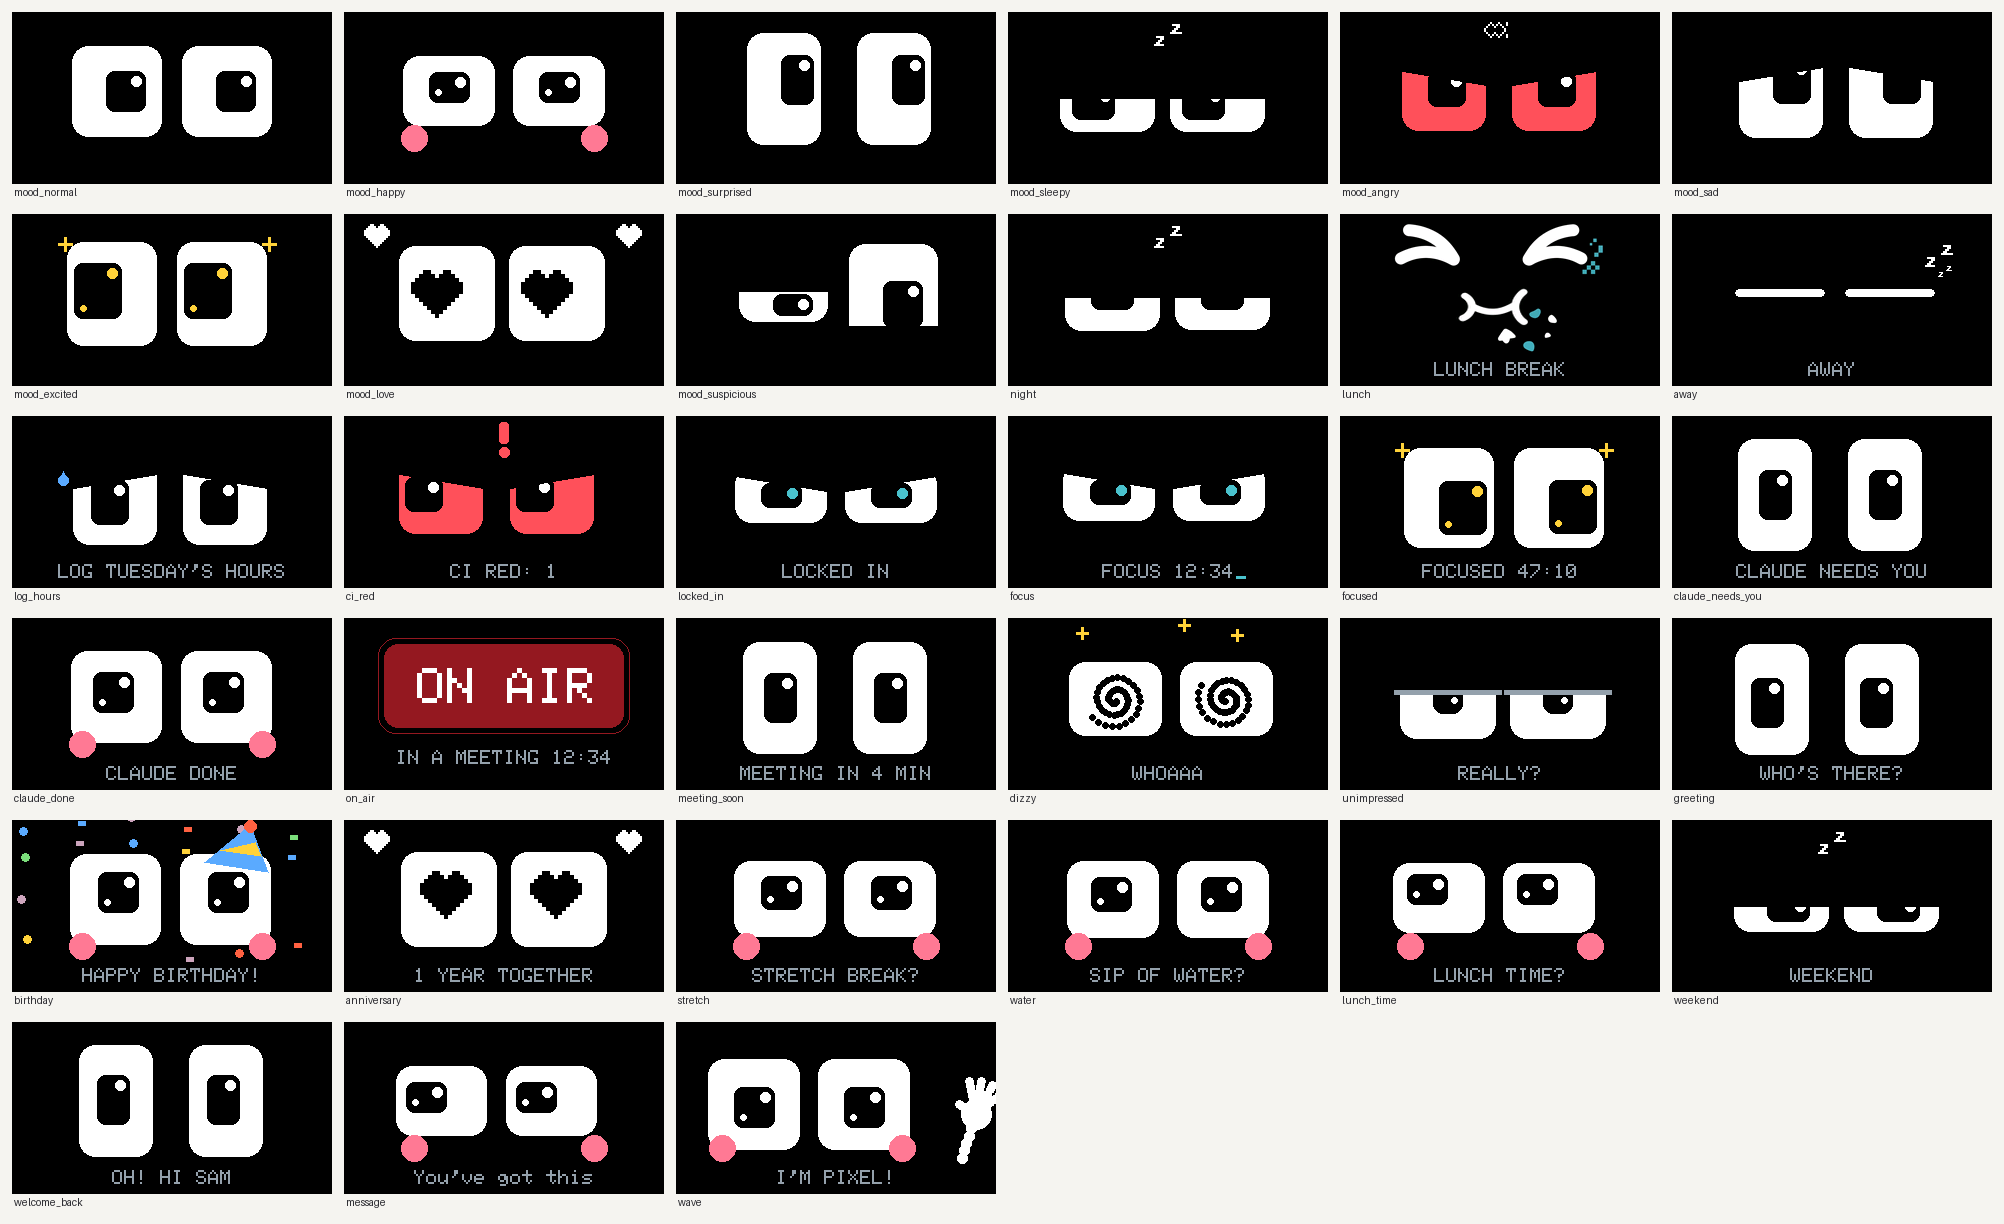 mood_normal
mood_happy
mood_surprised
z z
mood_sleepy
mood_angry
mood_sad
mood_excited
mood_love
mood_suspicious
z z
night
LUNCH BREAK
lunch
z z z z
AWAY
away
LOG TUESDAY'S HOURS
log_hours
!
CI RED: 1
ci_red
LOCKED IN
locked_in
FOCUS 12:34_
focus
FOCUSED 47:10
focused
CLAUDE NEEDS YOU
claude_needs_you
CLAUDE DONE
claude_done
ON AIR
IN A MEETING 12:34
on_air
MEETING IN 4 MIN
meeting_soon
WHOAAA
dizzy
REALLY?
unimpressed
WHO'S THERE?
greeting
HAPPY BIRTHDAY!
birthday
1 YEAR TOGETHER
anniversary
STRETCH BREAK?
stretch
SIP OF WATER?
water
LUNCH TIME?
lunch_time
z z
WEEKEND
weekend
OH! HI SAM
welcome_back
You've got this
message
I'M PIXEL!
wave